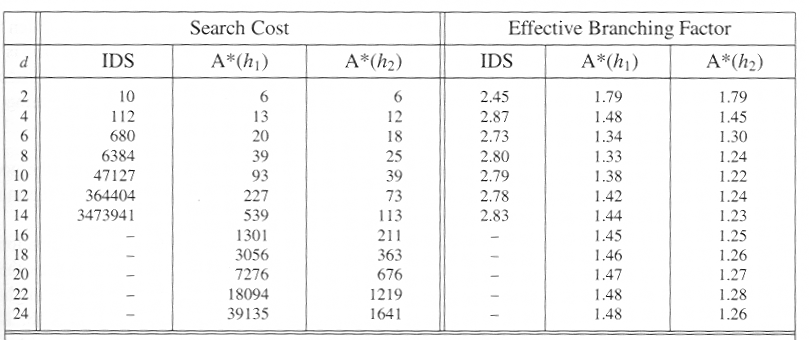 Search Cost Effective Branching Factor
d IDS A*(h₁) A*(h₂) IDS A*(h₁) A*(h₂)
2 10 6 6 2.45 1.79 1.79
4 112 13 12 2.87 1.48 1.45
6 680 20 18 2.73 1.34 1.30
8 6384 39 25 2.80 1.33 1.24
10 47127 93 39 2.79 1.38 1.22
12 364404 227 73 2.78 1.42 1.24
14 3473941 539 113 2.83 1.44 1.23
16 – 1301 211 – 1.45 1.25
18 – 3056 363 – 1.46 1.26
20 – 7276 676 – 1.47 1.27
22 – 18094 1219 – 1.48 1.28
24 – 39135 1641 – 1.48 1.26